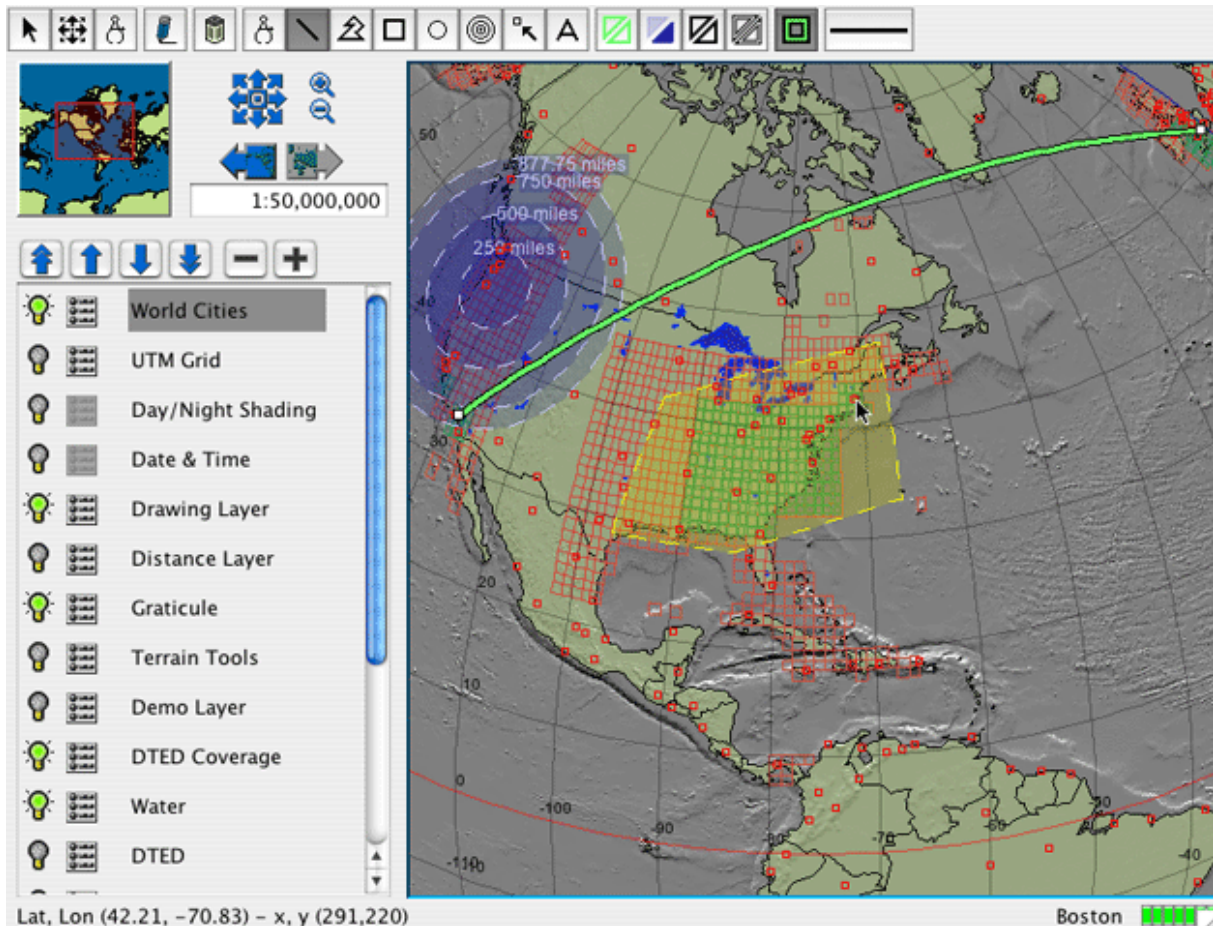 A
1:50,000,000
World Cities
UTM Grid
Day/Night Shading
Date & Time
Drawing Layer
Distance Layer
Graticule
Terrain Tools
Demo Layer
DTED Coverage
Water
DTED
50
877.75 miles
750 miles
500 miles
250 miles
40
30
20
10
0
-100
-90
-80
-70
-60
-50
-40
-110
Lat, Lon (42.21, -70.83) - x, y (291,220)
Boston